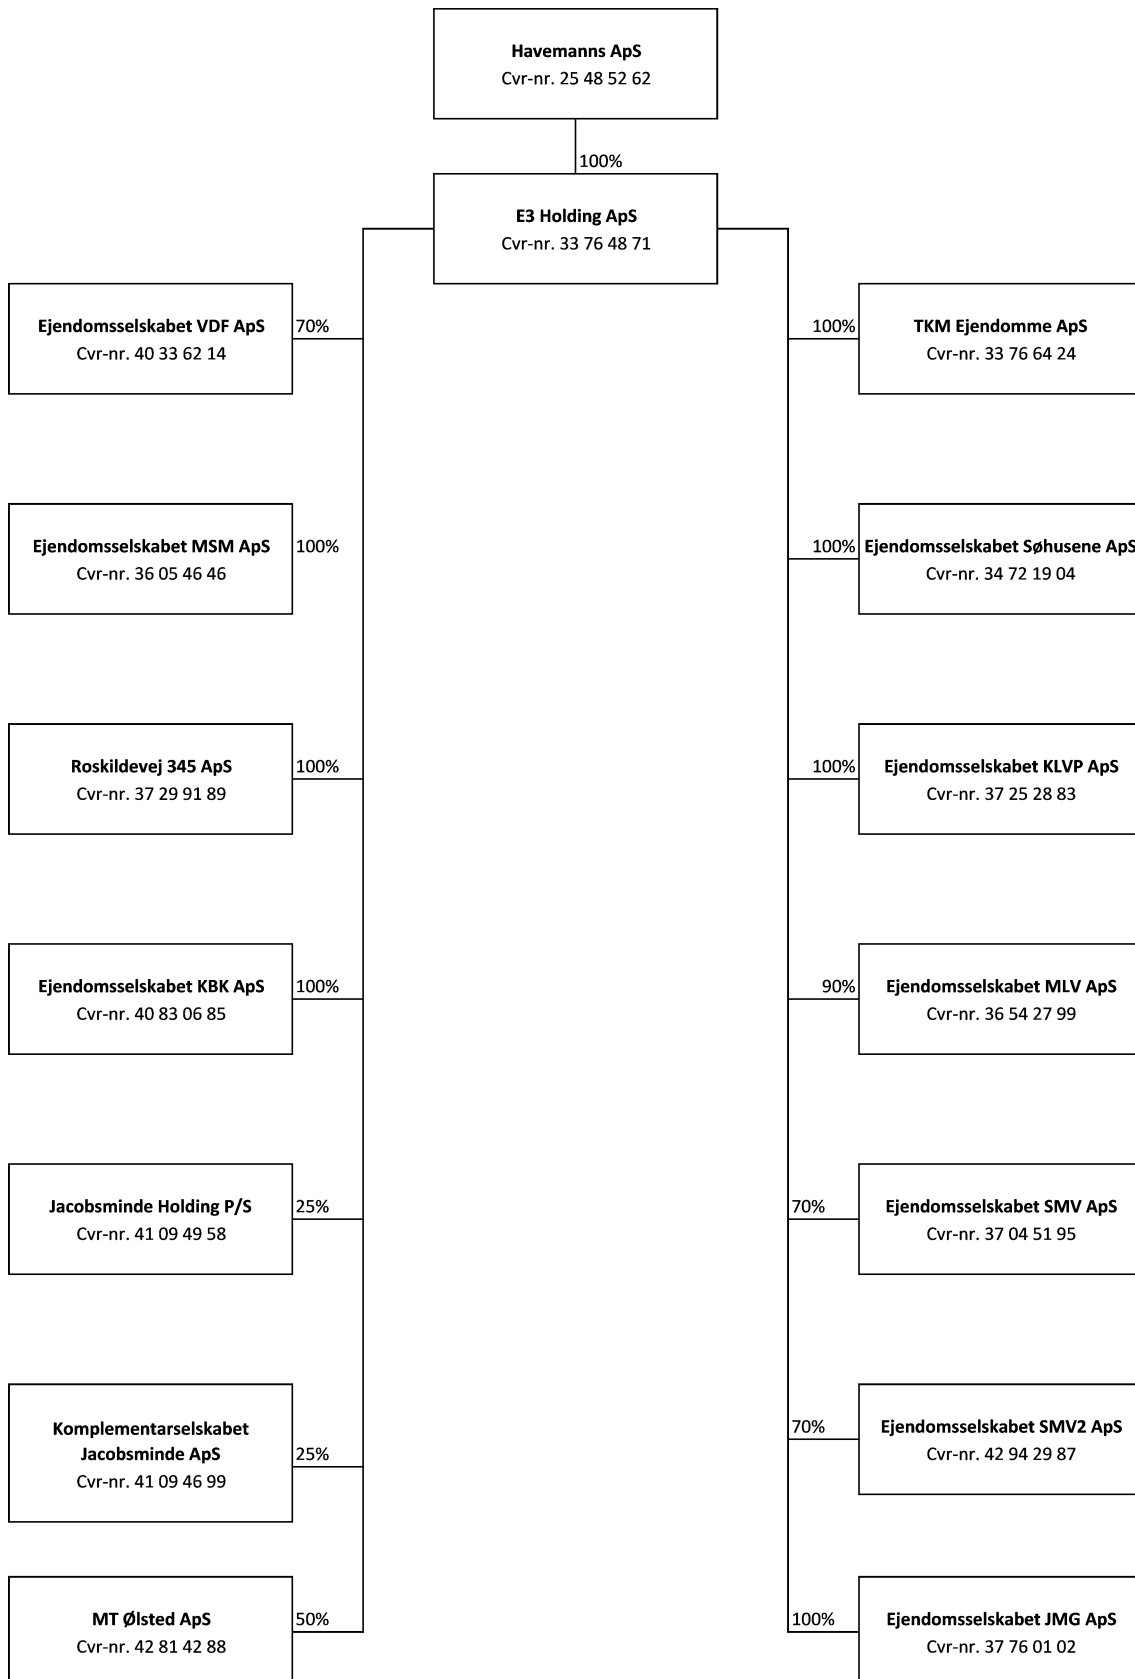 Havemanns ApS
Cvr-nr. 25 48 52 62
100%
E3 Holding ApS
Cvr-nr. 33 76 48 71
Ejendomsselskabet VDF ApS
Cvr-nr. 40 33 62 14
70%
100%
TKM Ejendomme ApS
Cvr-nr. 33 76 64 24
Ejendomsselskabet MSM ApS
Cvr-nr. 36 05 46 46
100%
100%
Ejendomsselskabet Søhusene ApS
Cvr-nr. 34 72 19 04
Roskildevej 345 ApS
Cvr-nr. 37 29 91 89
100%
100%
Ejendomsselskabet KLVP ApS
Cvr-nr. 37 25 28 83
Ejendomsselskabet KBK ApS
Cvr-nr. 40 83 06 85
100%
90%
Ejendomsselskabet MLV ApS
Cvr-nr. 36 54 27 99
Jacobsminde Holding P/S
Cvr-nr. 41 09 49 58
25%
70%
Ejendomsselskabet SMV ApS
Cvr-nr. 37 04 51 95
Komplementarselskabet
Jacobsminde ApS
Cvr-nr. 41 09 46 99
25%
70%
Ejendomsselskabet SMV2 ApS
Cvr-nr. 42 94 29 87
MT Ølsted ApS
Cvr-nr. 42 81 42 88
50%
100%
Ejendomsselskabet JMG ApS
Cvr-nr. 37 76 01 02